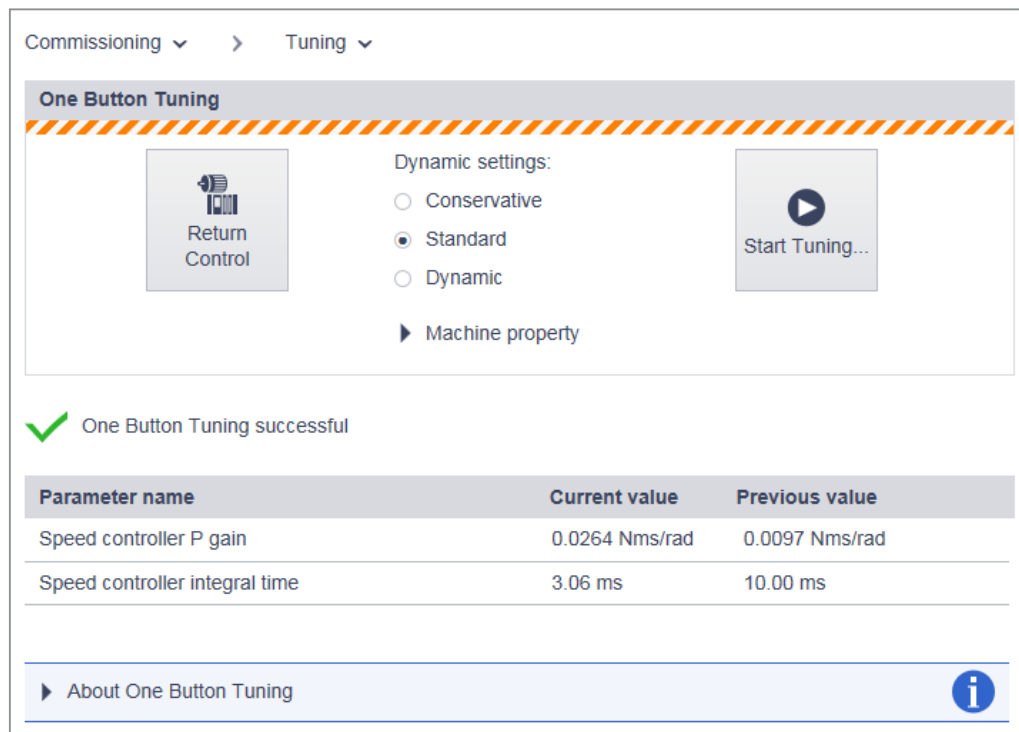 Commissioning > Tuning
One Button Tuning
Return
Control
Dynamic settings:
Conservative
Standard
Dynamic
Machine property
Start Tuning...
One Button Tuning successful
Parameter name Current value Previous value
Speed controller P gain 0.0264 Nms/rad 0.0097 Nms/rad
Speed controller integral time 3.06 ms 10.00 ms
About One Button Tuning